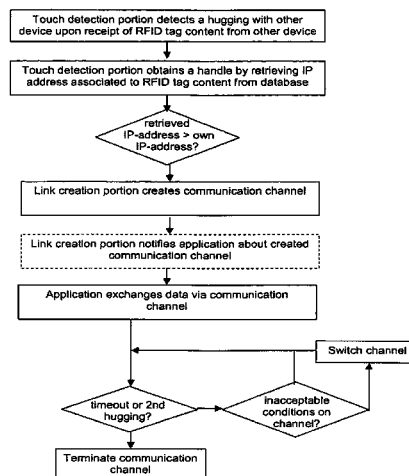 Touch detection portion detects a hugging with other
device upon receipt of RFID tag content from other device
Touch detection portion obtains a handle by retrieving IP
address associated to RFID tag content from database
retrieved
IP-address > own
IP-address?
Link creation portion creates communication channel
Link creation portion notifies application about created
communication channel
Application exchanges data via communication
channel
Switch channel
timeout or 2nd
hugging?
inacceptable
conditions on
channel?
Terminate communication
channel